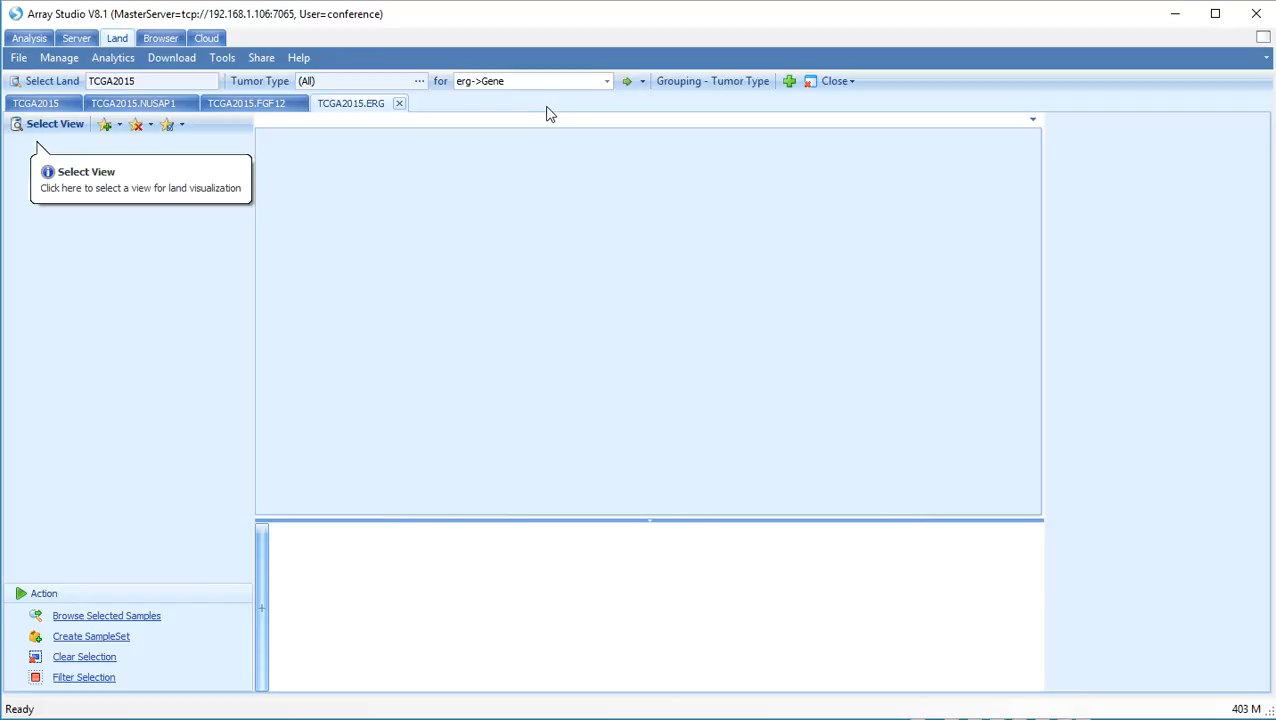 Array Studio V8.1 (MasterServer=tcp://192.168.1.106:7065, User=conference)
Analysis Server Land Browser Cloud
File Manage Analytics Download Tools Share Help
Select Land TCGA2015 Tumor Type (All) ... for erg->Gene Grouping - Tumor Type Close
TCGA2015 TCGA2015.NUSAP1 TCGA2015.FGF12 TCGA2015.ERG
Select View
Select View
Click here to select a view for land visualization
Action
Browse Selected Samples
Create SampleSet
Clear Selection
Filter Selection
Ready 403 M